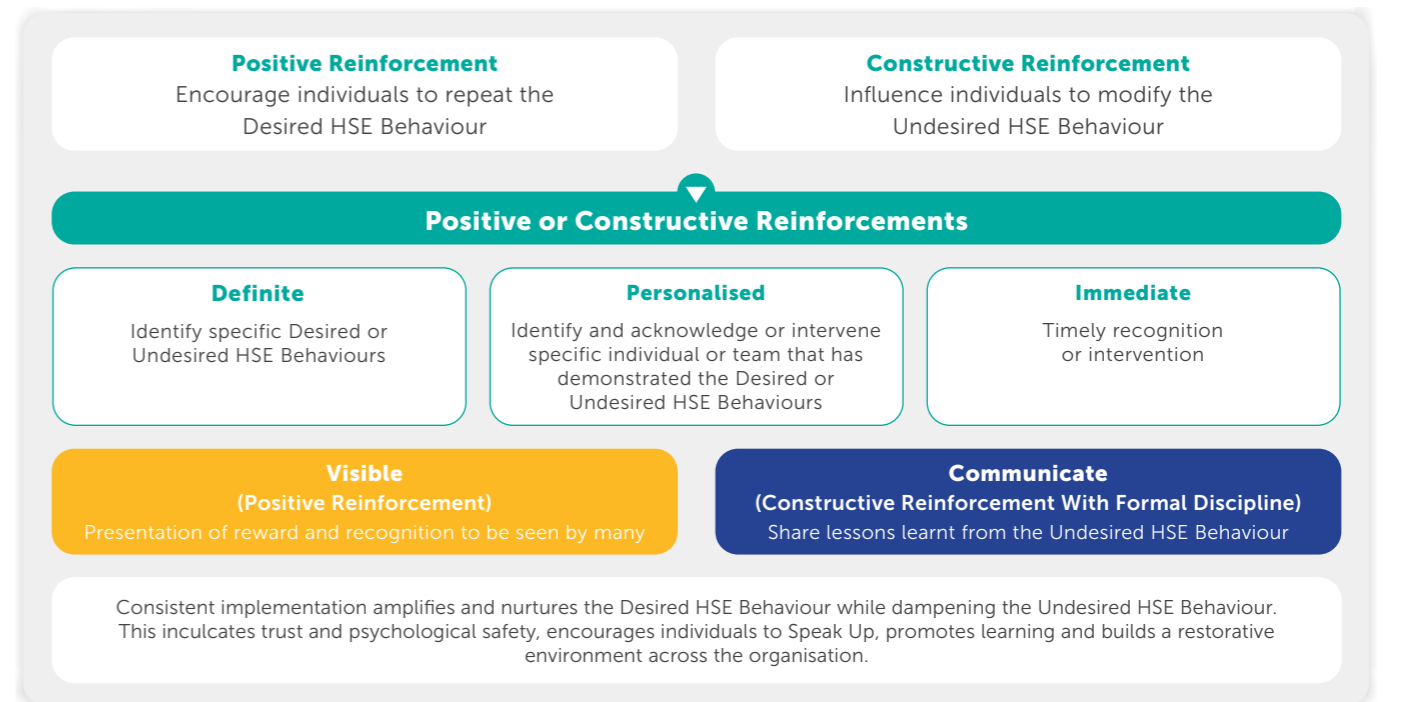 Positive Reinforcement
Encourage individuals to repeat the
Desired HSE Behaviour
Constructive Reinforcement
Influence individuals to modify the
Undesired HSE Behaviour
Positive or Constructive Reinforcements
Definite
Identify specific Desired or
Undesired HSE Behaviours
Personalised
Identify and acknowledge or intervene
specific individual or team that has
demonstrated the Desired or
Undesired HSE Behaviours
Immediate
Timely recognition
or intervention
Visible
(Positive Reinforcement)
Presentation of reward and recognition to be seen by many
Communicate
(Constructive Reinforcement With Formal Discipline)
Share lessons learnt from the Undesired HSE Behaviour
Consistent implementation amplifies and nurtures the Desired HSE Behaviour while dampening the Undesired HSE Behaviour.
This inculcates trust and psychological safety, encourages individuals to Speak Up, promotes learning and builds a restorative
environment across the organisation.